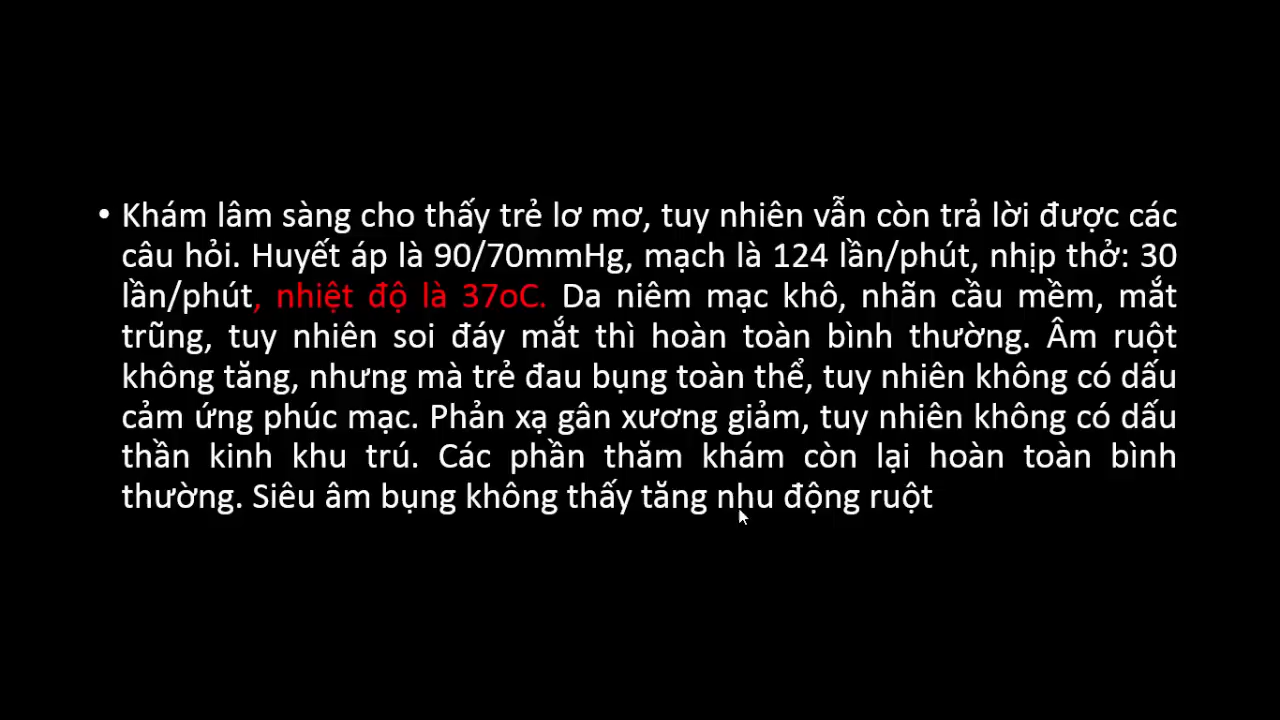 • Khám lâm sàng cho thấy trẻ lơ mơ, tuy nhiên vẫn còn trả lời được các
câu hỏi. Huyết áp là 90/70mmHg, mạch là 124 lần/phút, nhịp thở: 30
lần/phút, nhiệt độ là 37oC. Da niêm mạc khô, nhãn cầu mềm, mắt
trũng, tuy nhiên soi đáy mắt thì hoàn toàn bình thường. Âm ruột
không tăng, nhưng mà trẻ đau bụng toàn thể, tuy nhiên không có dấu
cảm ứng phúc mạc. Phản xạ gân xương giảm, tuy nhiên không có dấu
thần kinh khu trú. Các phần thăm khám còn lại hoàn toàn bình
thường. Siêu âm bụng không thấy tăng nhu động ruột